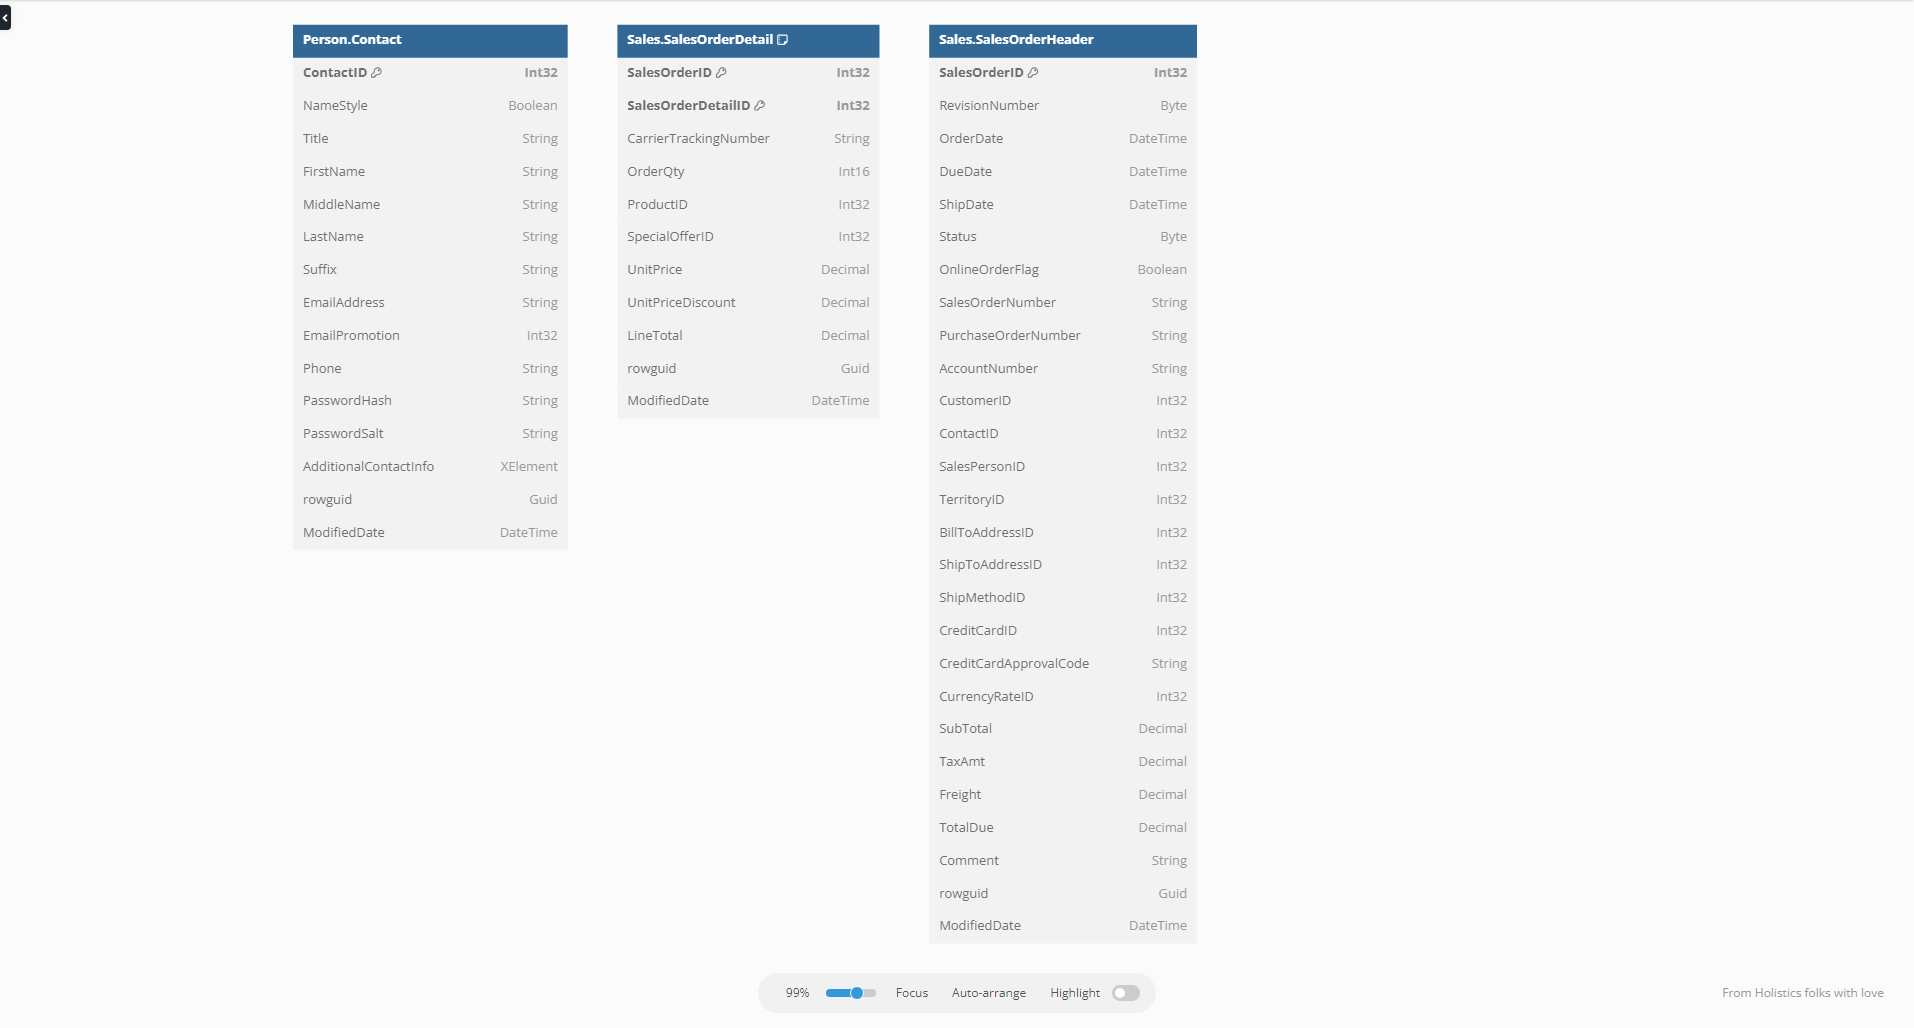 Person.Contact
ContactID Int32
NameStyle Boolean
Title String
FirstName String
MiddleName String
LastName String
Suffix String
EmailAddress String
EmailPromotion Int32
Phone String
PasswordHash String
PasswordSalt String
AdditionalContactInfo XElement
rowguid Guid
ModifiedDate DateTime
Sales.SalesOrderDetail
SalesOrderID Int32
SalesOrderDetailID Int32
CarrierTrackingNumber String
OrderQty Int16
ProductID Int32
SpecialOfferID Int32
UnitPrice Decimal
UnitPriceDiscount Decimal
LineTotal Decimal
rowguid Guid
ModifiedDate DateTime
Sales.SalesOrderHeader
SalesOrderID Int32
RevisionNumber Byte
OrderDate DateTime
DueDate DateTime
ShipDate DateTime
Status Byte
OnlineOrderFlag Boolean
SalesOrderNumber String
PurchaseOrderNumber String
AccountNumber String
CustomerID Int32
ContactID Int32
SalesPersonID Int32
TerritoryID Int32
BillToAddressID Int32
ShipToAddressID Int32
ShipMethodID Int32
CreditCardID Int32
CreditCardApprovalCode String
CurrencyRateID Int32
SubTotal Decimal
TaxAmt Decimal
Freight Decimal
TotalDue Decimal
Comment String
rowguid Guid
ModifiedDate DateTime
99% Focus Auto-arrange Highlight
From Holistics folks with love